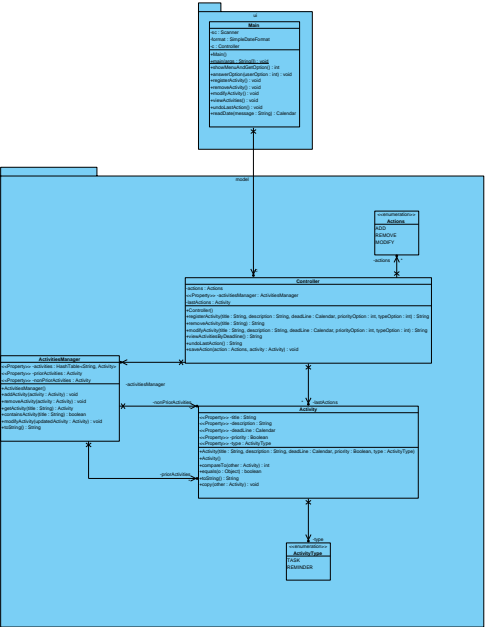 ui
Main
-sc : Scanner
-format : SimpleDateFormat
-c : Controller
+Main()
+main(args : String[]) : void
+showMenuAndGetOption() : int
+answerOption(userOption : int) : void
+registerActivity() : void
+removeActivity() : void
+modifyActivity() : void
+viewActivities() : void
+undoLastAction() : void
+readDate(message : String) : Calendar
model
<<enumeration>>
Actions
ADD
REMOVE
MODIFY
-actions
*
Controller
-actions : Actions
<<Property>> -activitiesManager : ActivitiesManager
-lastActions : Activity
+Controller()
+registerActivity(title : String, description : String, deadLine : Calendar, priorityOption : int, typeOption : int) : String
+removeActivity(title : String) : String
+modifyActivity(title : String, description : String, deadLine : Calendar, priorityOption : int, typeOption : int) : String
+viewActivitiesByDeadline() : String
+undoLastAction() : String
+saveAction(action : Actions, activity : Activity) : void
ActivitiesManager
<<Property>> -activities : HashTable<String, Activity>
<<Property>> -priorActivities : Activity
<<Property>> -nonPriorActivities : Activity
+ActivitiesManager()
+addActivity(activity : Activity) : void
+removeActivity(activity : Activity) : void
+getActivity(title : String) : Activity
+containsActivity(title : String) : boolean
+modifyActivity(updatedActivity : Activity) : void
+toString() : String
-activitiesManager
-nonPriorActivities
*
-lastActions
-priorActivities
Activity
<<Property>> -title : String
<<Property>> -description : String
<<Property>> -deadLine : Calendar
<<Property>> -priority : Boolean
<<Property>> -type : ActivityType
+Activity(title : String, description : String, deadLine : Calendar, priority : Boolean, type : ActivityType)
+Activity()
+compareTo(other : Activity) : int
+equals(o : Object) : boolean
+toString() : String
+copy(other : Activity) : void
-type
<<enumeration>>
ActivityType
TASK
REMINDER